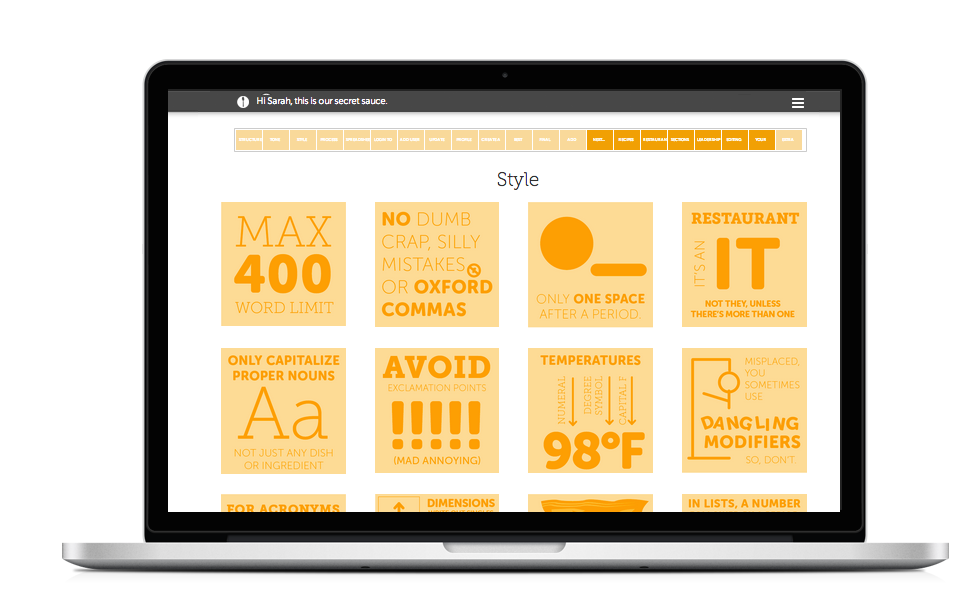 Hi Sarah, this is our secret sauce.
Style
MAX
400
WORD LIMIT
NO DUMB
CRAP, SILLY
MISTAKES,
OR OXFORD
COMMAS
ONLY ONE SPACE
AFTER A PERIOD.
RESTAURANT
IT'S AN
IT
NOT THEY, UNLESS
THERE'S MORE THAN ONE
ONLY CAPITALIZE
PROPER NOUNS
Aa
NOT JUST ANY DISH
OR INGREDIENT
AVOID
EXCLAMATION POINTS
!!!!!
(MAD ANNOYING)
TEMPERATURES
NUMERAL
DEGREE
SYMBOL
CAPITAL F
98°F
MISPLACED,
YOU
SOMETIMES
USE
DANGLING
MODIFIERS
SO, DON'T.
FOR ACRONYMS
DIMENSIONS
IN LISTS, A NUMBER